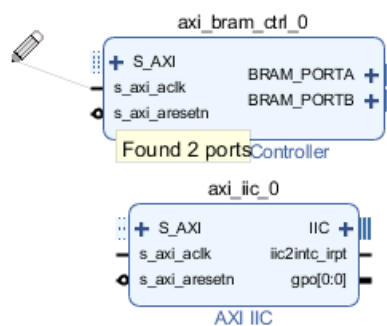 axi_bram_ctrl_0
S_AXI
s_axi_aclk
s_axi_aresetn
BRAM_PORTA
BRAM_PORTB
Found 2 ports
Controller
axi_iic_0
S_AXI
s_axi_aclk
s_axi_aresetn
IIC
iic2intc_irpt
gpo[0:0]
AXI IIC